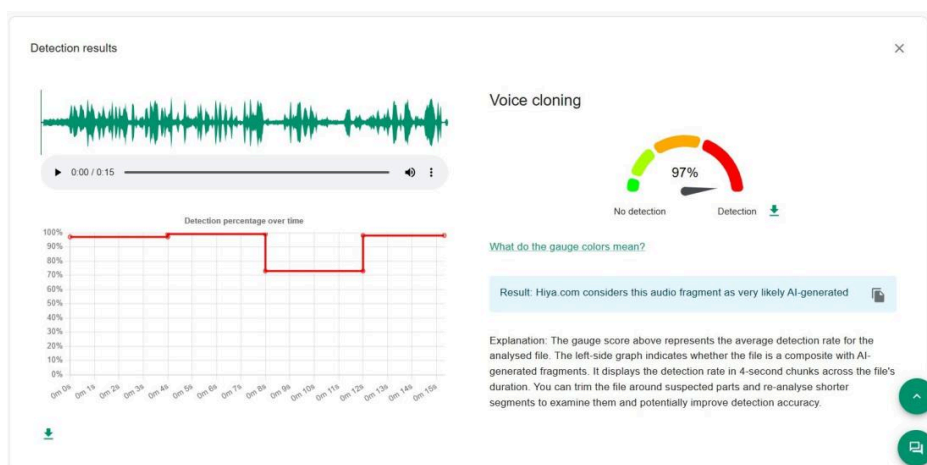 Detection results
0:00 / 0:15
Detection percentage over time
100%
90%
80%
70%
60%
50%
40%
30%
20%
10%
0%
0m 0s
0m 1s
0m 2s
0m 3s
0m 4s
0m 5s
0m 6s
0m 7s
0m 8s
0m 9s
0m 10s
0m 11s
0m 12s
0m 13s
0m 14s
0m 15s
Voice cloning
97%
No detection
Detection
What do the gauge colors mean?
Result: Hiya.com considers this audio fragment as very likely AI-generated
Explanation: The gauge score above represents the average detection rate for the
analysed file. The left-side graph indicates whether the file is a composite with AI-
generated fragments. It displays the detection rate in 4-second chunks across the file's
duration. You can trim the file around suspected parts and re-analyse shorter
segments to examine them and potentially improve detection accuracy.